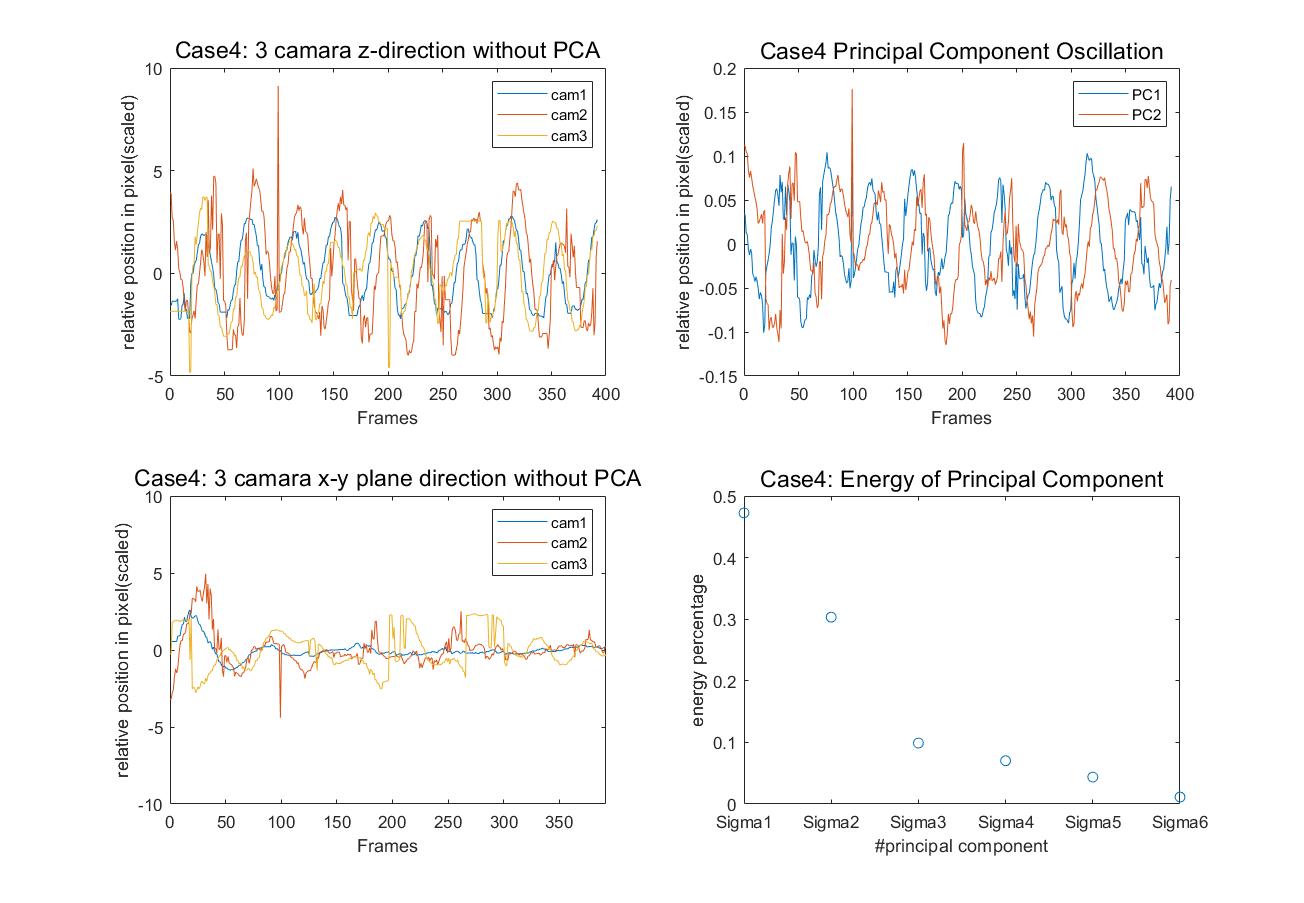 Case4: 3 camara z-direction without PCA
10
5
0
-5
relative position in pixel(scaled)
cam1
cam2
cam3
0 50 100 150 200 250 300 350 400
Frames
Case4 Principal Component Oscillation
0.2
0.15
0.1
0.05
0
-0.05
-0.1
-0.15
relative position in pixel(scaled)
PC1
PC2
0 50 100 150 200 250 300 350 400
Frames
Case4: 3 camara x-y plane direction without PCA
10
5
0
-5
-10
relative position in pixel(scaled)
cam1
cam2
cam3
0 50 100 150 200 250 300 350
Frames
Case4: Energy of Principal Component
0.5
0.4
0.3
0.2
0.1
0
energy percentage
Sigma1 Sigma2 Sigma3 Sigma4 Sigma5 Sigma6
#principal component